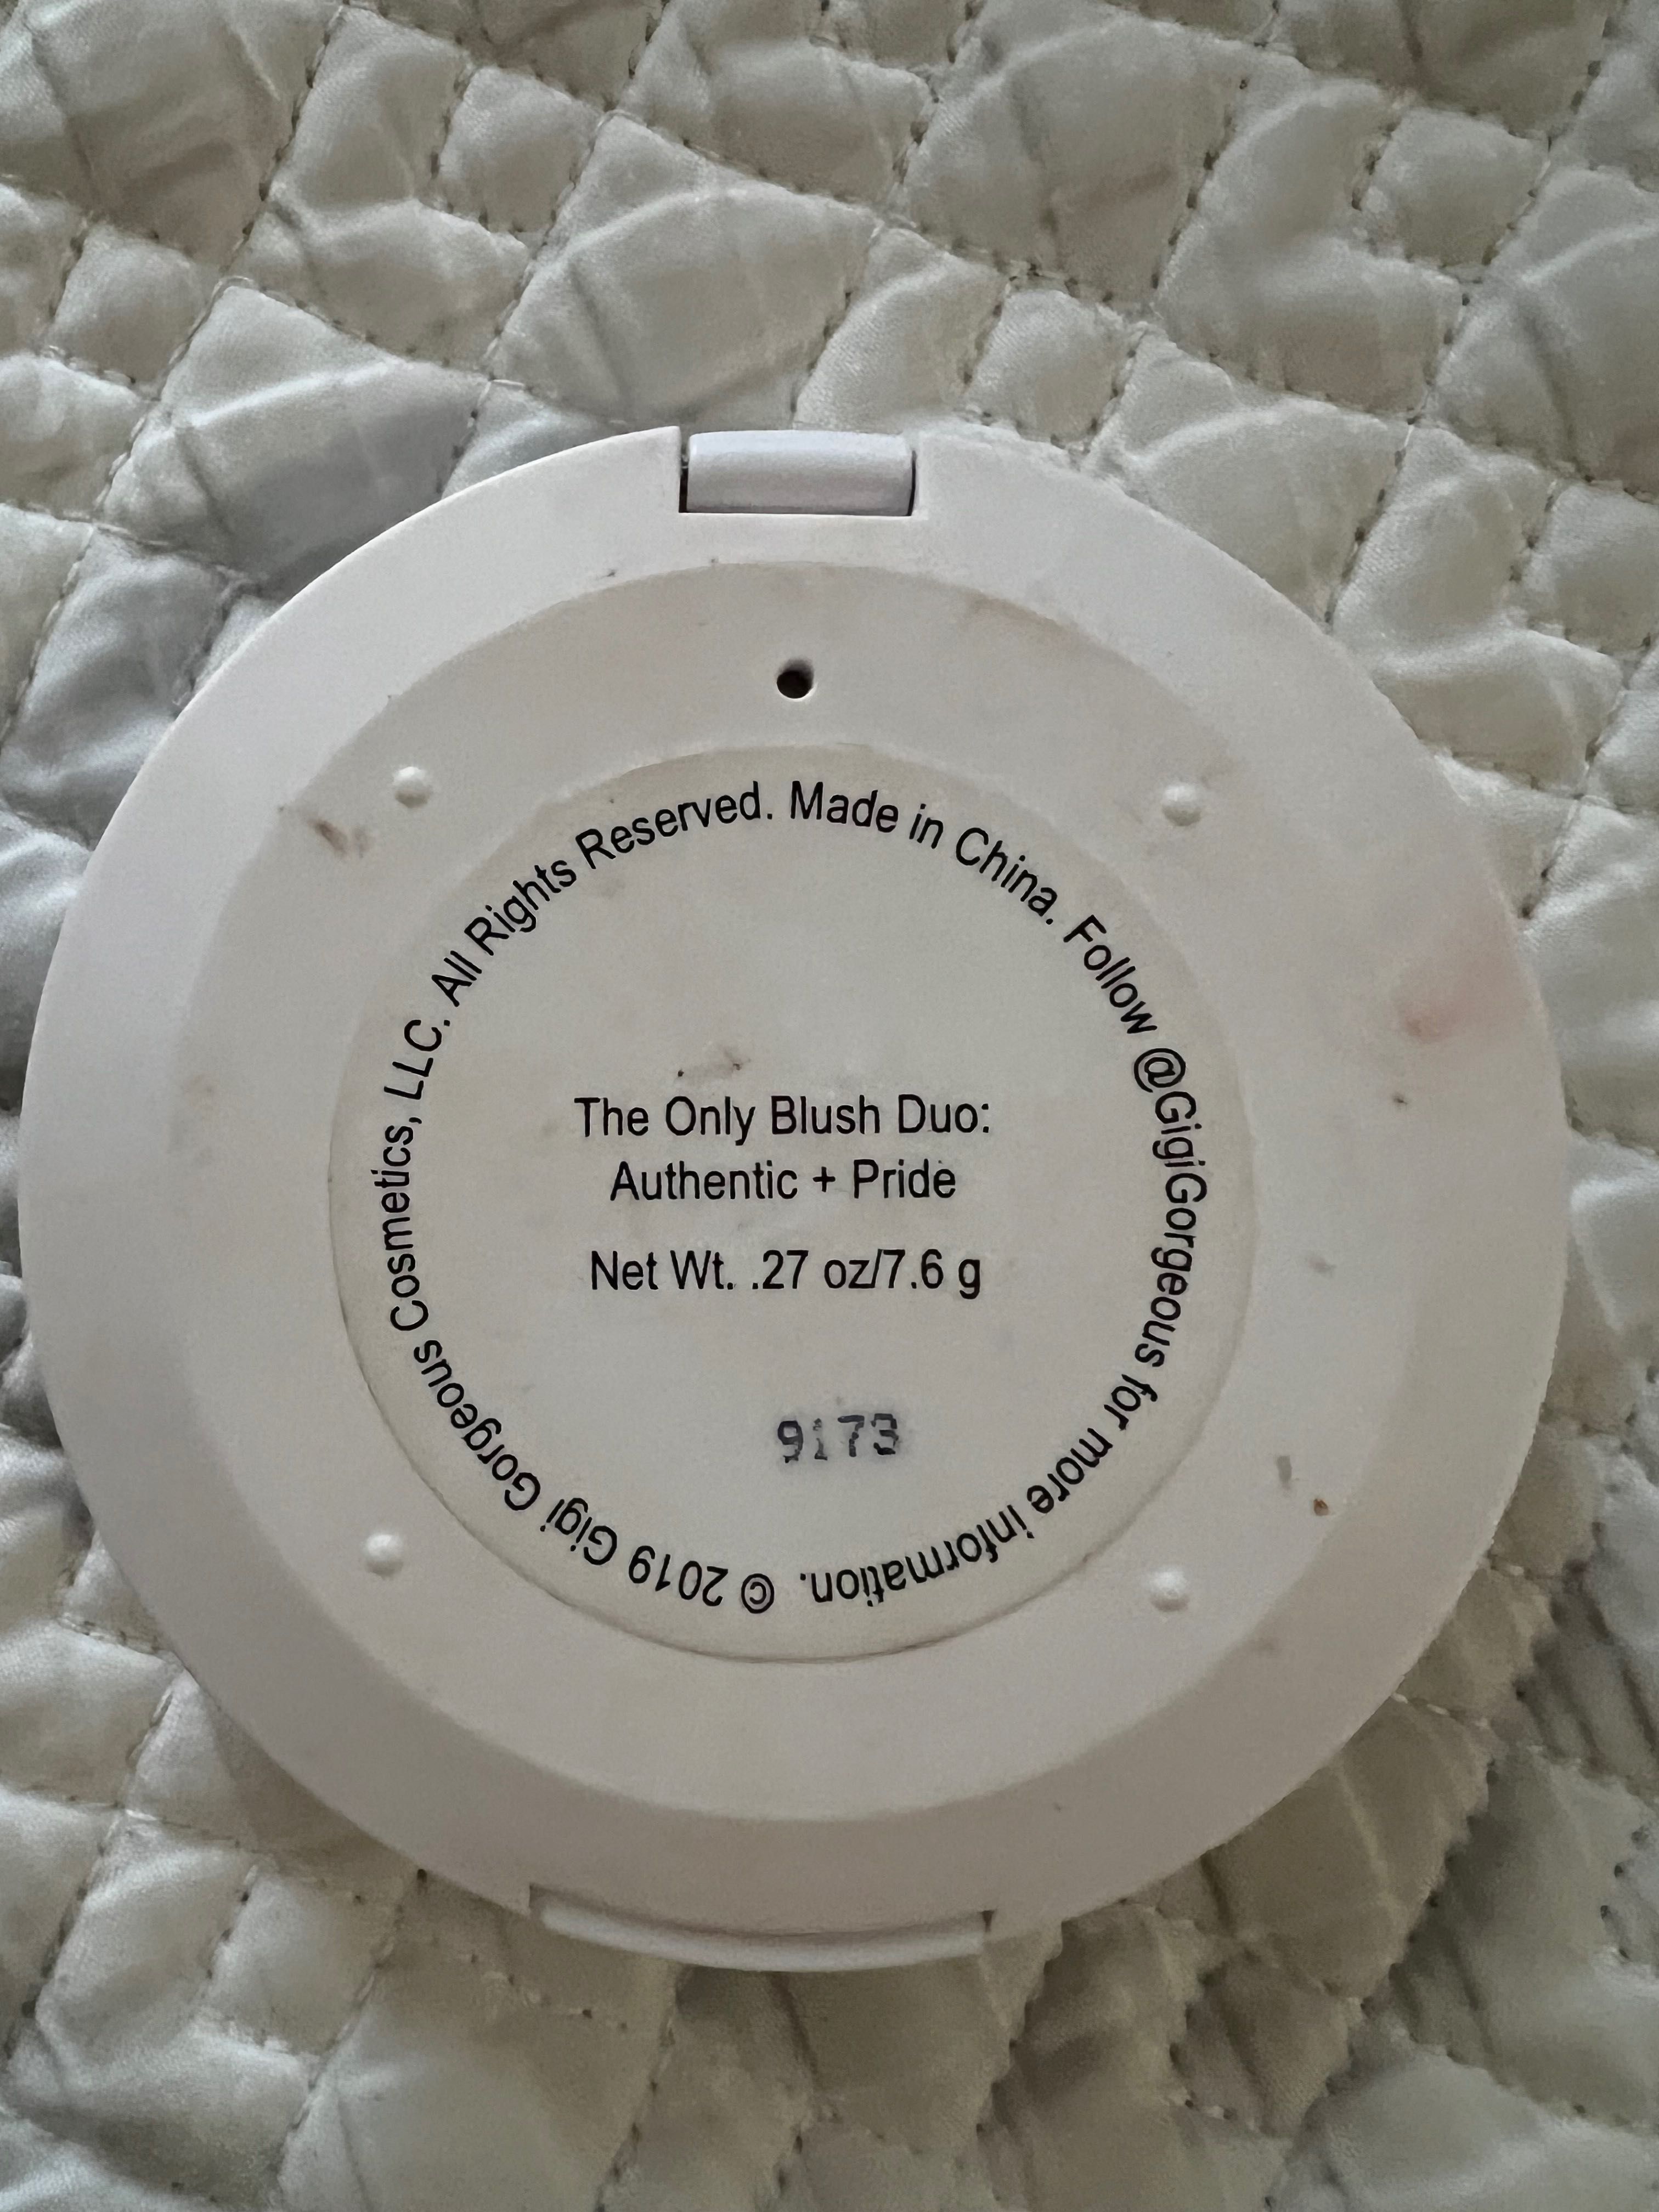 © 2019 Gigi Gorgeous Cosmetics, LLC. All Rights Reserved. Made in China. Follow @GigiGorgeous for more information.
The Only Blush Duo:
Authentic + Pride
Net Wt. .27 oz/7.6 g
9173